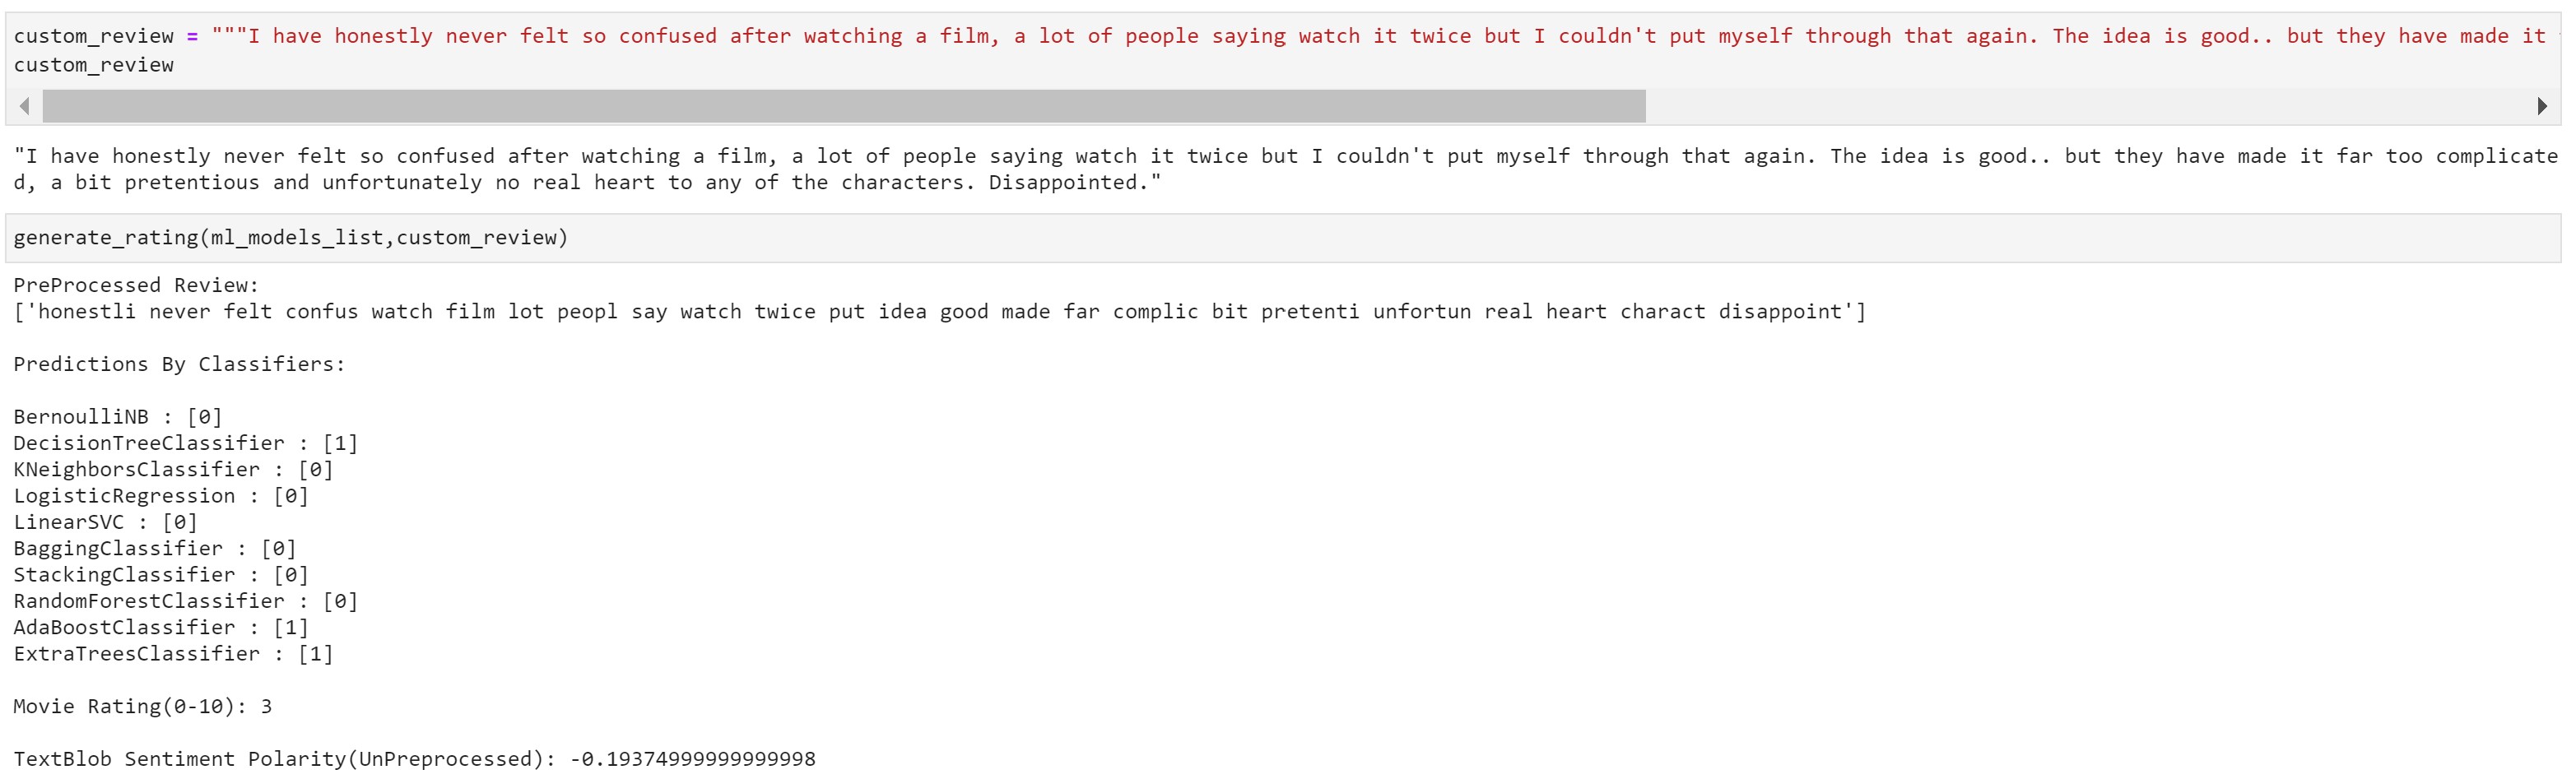 custom_review = """I have honestly never felt so confused after watching a film, a lot of people saying watch it twice but I couldn't put myself through that again. The idea is good.. but they have made it
custom_review
"I have honestly never felt so confused after watching a film, a lot of people saying watch it twice but I couldn't put myself through that again. The idea is good.. but they have made it far too complicate
d, a bit pretentious and unfortunately no real heart to any of the characters. Disappointed."
generate_rating(ml_models_list,custom_review)
PreProcessed Review:
['honestli never felt confus watch film lot peopl say watch twice put idea good made far complic bit pretenti unfortun real heart charact disappoint']
Predictions By Classifiers:
BernoulliNB : [0]
DecisionTreeClassifier : [1]
KNeighborsClassifier : [0]
LogisticRegression : [0]
LinearSVC : [0]
BaggingClassifier : [0]
StackingClassifier : [0]
RandomForestClassifier : [0]
AdaBoostClassifier : [1]
ExtraTreesClassifier : [1]
Movie Rating(0-10): 3
TextBlob Sentiment Polarity(UnPreprocessed): -0.19374999999999998